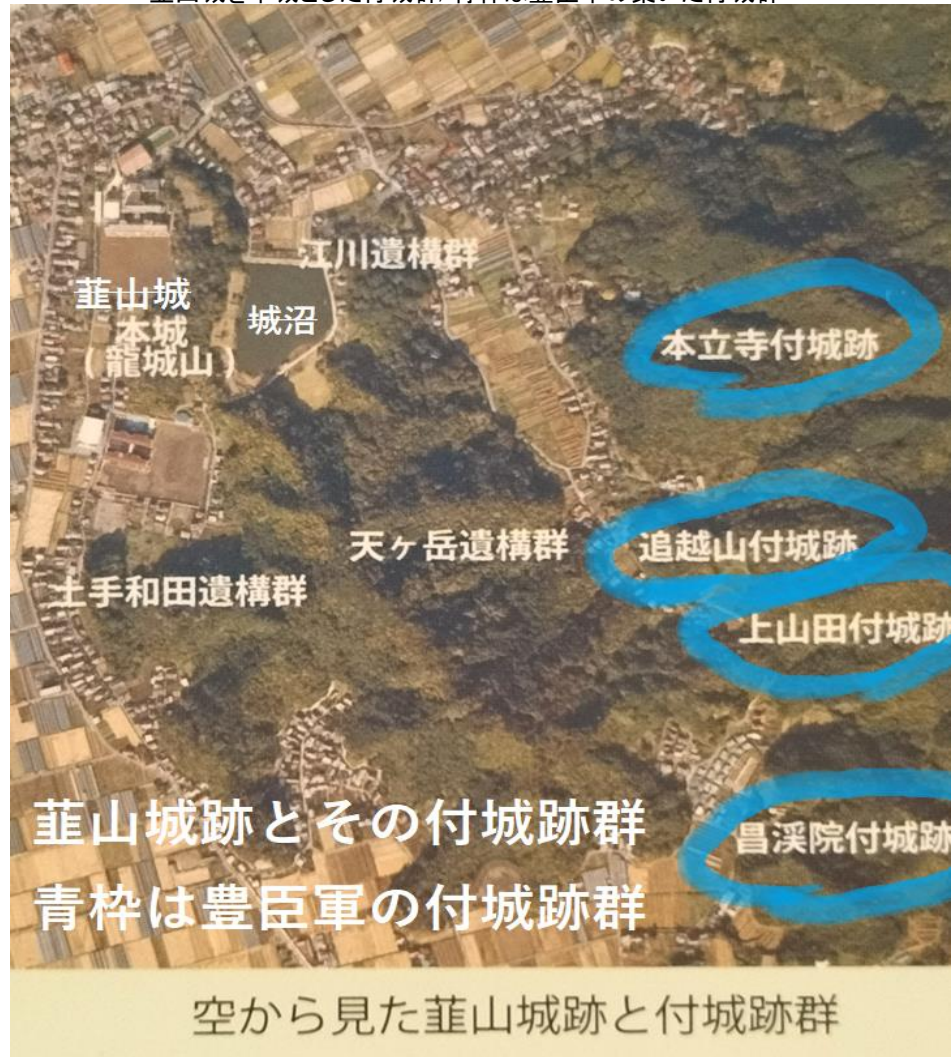 江川遺構群
韮山城
本城
(龍城山)
城沼
本立寺付城跡
天ヶ岳遺構群
追越山付城跡
土手和田遺構群
上山田付城跡
韮山城跡とその付城跡群
昌渓院付城跡
青枠は豊臣軍の付城跡群
空から見た韮山城跡と付城跡群